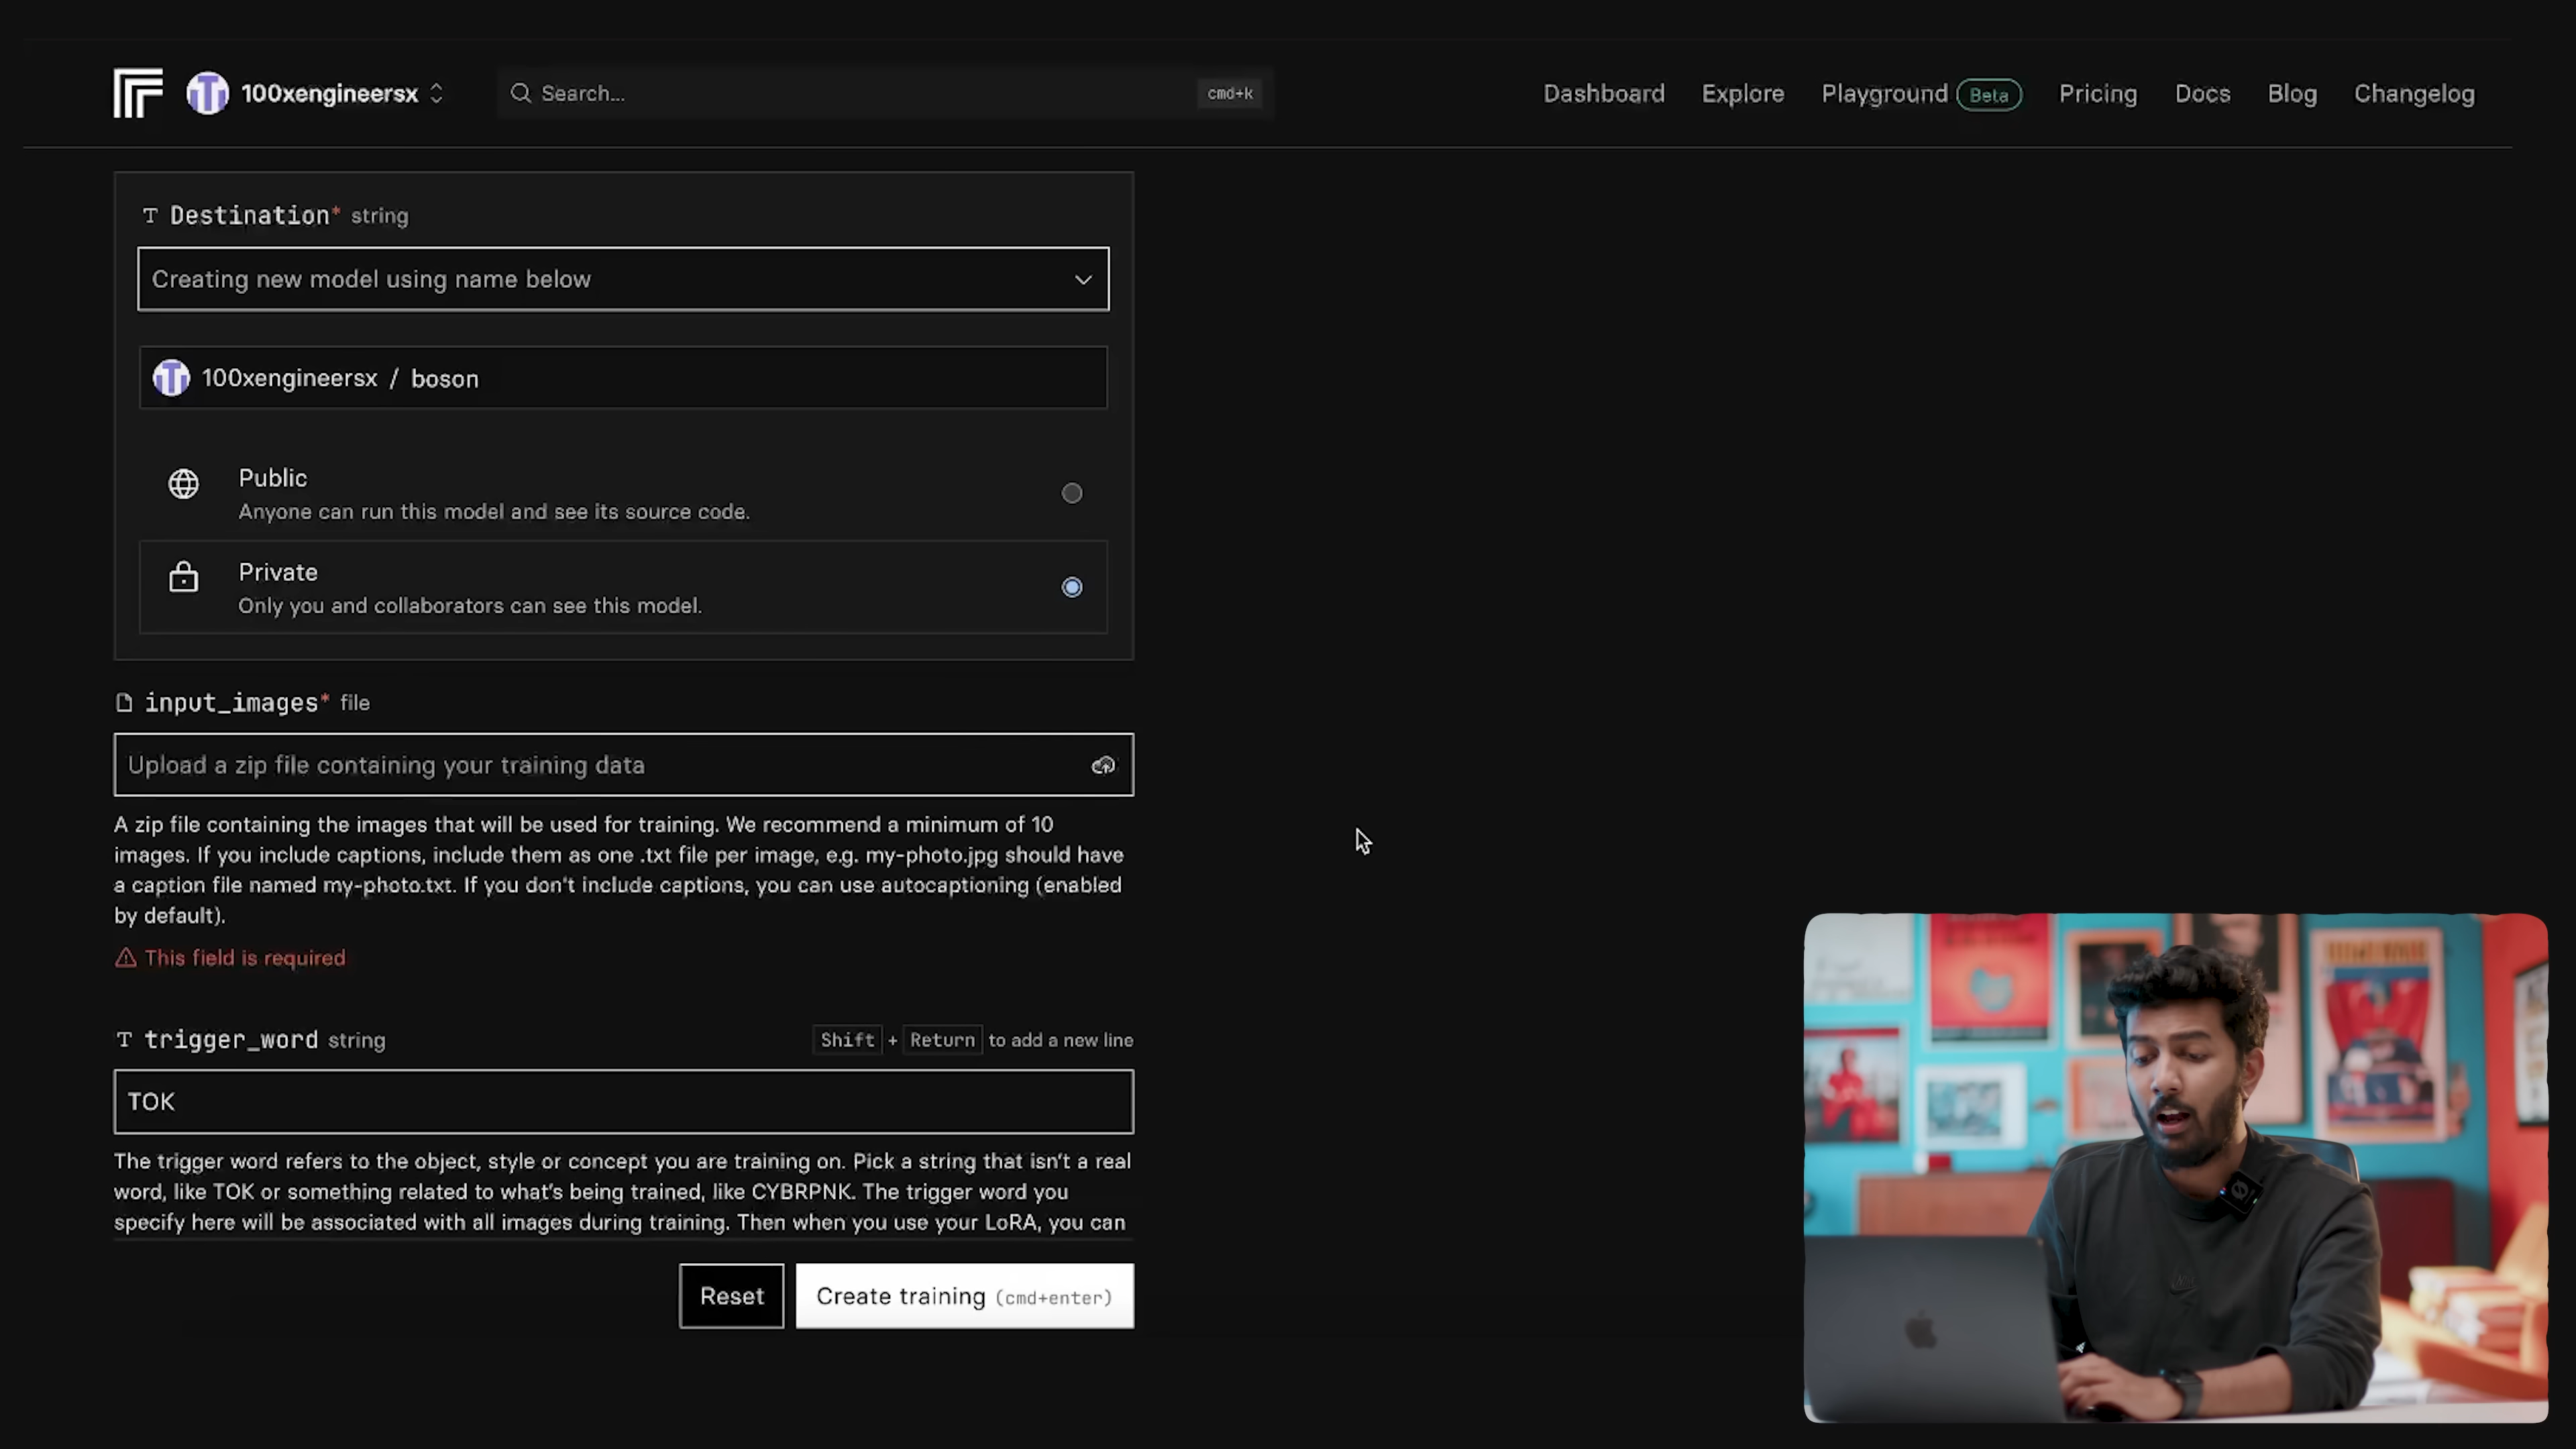 100xengineersx
Search...
cmd+k
Dashboard
Explore
Playground
Beta
Pricing
Docs
Blog
Changelog
Destination* string
Creating new model using name below
100xengineersx / boson
Public
Anyone can run this model and see its source code.
Private
Only you and collaborators can see this model.
input_images* file
Upload a zip file containing your training data
A zip file containing the images that will be used for training. We recommend a minimum of 10
images. If you include captions, include them as one .txt file per image, e.g. my-photo.jpg should have
a caption file named my-photo.txt. If you don't include captions, you can use autocaptioning (enabled
by default).
This field is required
trigger_word string
Shift + Return to add a new line
TOK
The trigger word refers to the object, style or concept you are training on. Pick a string that isn't a real
word, like TOK or something related to what's being trained, like CYBRPNK. The trigger word you
specify here will be associated with all images during training. Then when you use your LoRA, you can
Reset
Create training (cmd+enter)